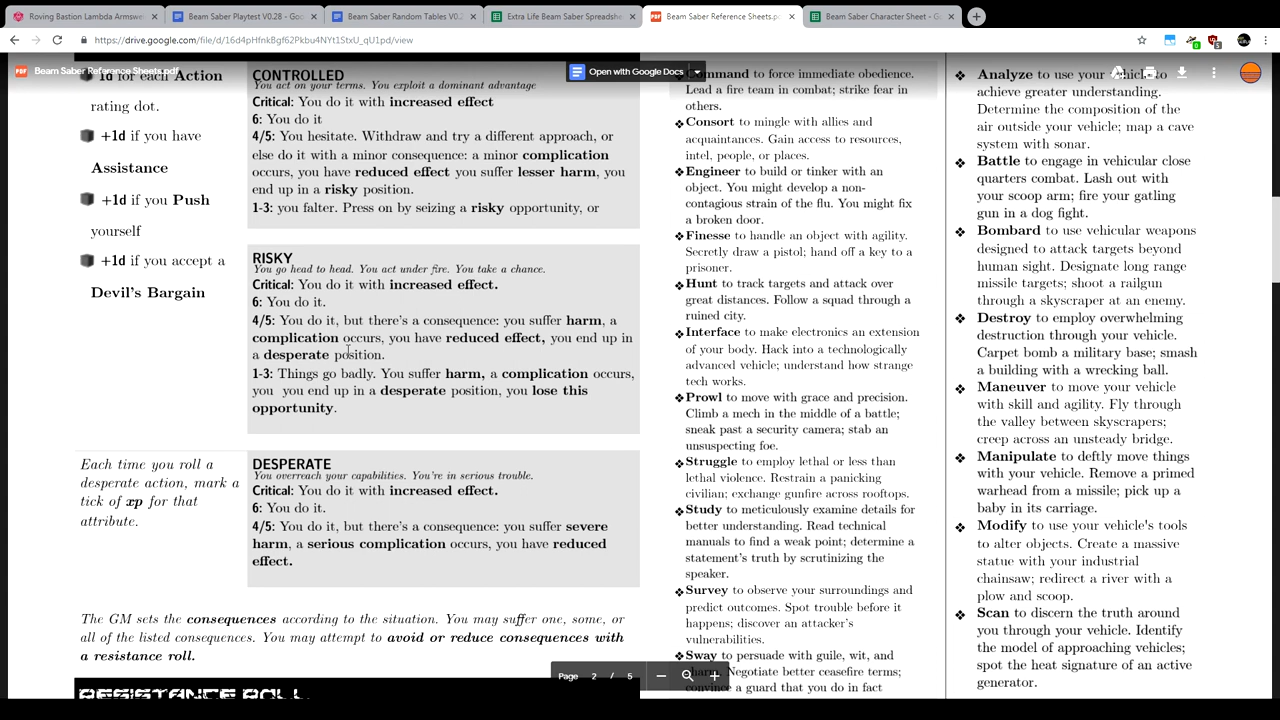 Roving Bastion Lambda Armswe
Beam Saber Playtest V0.28 - Goo
Beam Saber Random Tables V0.2
Extra Life Beam Saber Spreadshe
Beam Saber Reference Sheets.pd
Beam Saber Character Sheet - Go
https://drive.google.com/file/d/16d4pHfnkBgf62Pkbu4NYt1StxU_qU1pd/view
Beam Saber Reference Sheets.pdf
Open with Google Docs
+1d for each Action
rating dot.
+1d if you have
Assistance
+1d if you Push
yourself
+1d if you accept a
Devil's Bargain
CONTROLLED
You act on your terms. You exploit a dominant advantage
Critical: You do it with increased effect
6: You do it
4/5: You hesitate. Withdraw and try a different approach, or
else do it with a minor consequence: a minor complication
occurs, you have reduced effect you suffer lesser harm, you
end up in a risky position.
1-3: you falter. Press on by seizing a risky opportunity, or
RISKY
You go head to head. You act under fire. You take a chance.
Critical: You do it with increased effect.
6: You do it.
4/5: You do it, but there's a consequence: you suffer harm, a
complication occurs, you have reduced effect, you end up in
a desperate position.
1-3: Things go badly. You suffer harm, a complication occurs,
you you end up in a desperate position, you lose this
opportunity.
Each time you roll a
desperate action, mark a
tick of xp for that
attribute.
DESPERATE
You overreach your capabilities. You're in serious trouble.
Critical: You do it with increased effect.
6: You do it.
4/5: You do it, but there's a consequence: you suffer severe
harm, a serious complication occurs, you have reduced
effect.
The GM sets the consequences according to the situation. You may suffer one, some, or
all of the listed consequences. You may attempt to avoid or reduce consequences with
a resistance roll.
RESISTANCE ROLL
Command to force immediate obedience.
Lead a fire team in combat; strike fear in
others.
Consort to mingle with allies and
acquaintances. Gain access to resources,
intel, people, or places.
Engineer to build or tinker with an
object. You might develop a non-
contagious strain of the flu. You might fix
a broken door.
Finesse to handle an object with agility.
Secretly draw a pistol; hand off a key to a
prisoner.
Hunt to track targets and attack over
great distances. Follow a squad through a
ruined city.
Interface to make electronics an extension
of your body. Hack into a technologically
advanced vehicle; understand how strange
tech works.
Prowl to move with grace and precision.
Climb a mech in the middle of a battle;
sneak past a security camera; stab an
unsuspecting foe.
Struggle to employ lethal or less than
lethal violence. Restrain a panicking
civilian; exchange gunfire across rooftops.
Study to meticulously examine details for
better understanding. Read technical
manuals to find a weak point; determine a
statement's truth by scrutinizing the
speaker.
Survey to observe your surroundings and
predict outcomes. Spot trouble before it
happens; discover an attacker's
vulnerabilities.
Sway to persuade with guile, wit, and
charm. Negotiate better ceasefire terms;
convince a guard that you do in fact
Analyze to use your vehicle to
achieve greater understanding.
Determine the composition of the
air outside your vehicle; map a cave
system with sonar.
Battle to engage in vehicular close
quarters combat. Lash out with
your scoop arm; fire your gatling
gun in a dog fight.
Bombard to use vehicular weapons
designed to attack targets beyond
human sight. Designate long range
missile targets; shoot a railgun
through a skyscraper at an enemy.
Destroy to employ overwhelming
destruction through your vehicle.
Carpet bomb a military base; smash
a building with a wrecking ball.
Maneuver to move your vehicle
with skill and agility. Fly through
the valley between skyscrapers;
creep across an unsteady bridge.
Manipulate to deftly move things
with your vehicle. Remove a primed
warhead from a missile; pick up a
baby in its carriage.
Modify to use your vehicle's tools
to alter objects. Create a massive
statue with your industrial
chainsaw; redirect a river with a
plow and scoop.
Scan to discern the truth around
you through your vehicle. Identify
the model of approaching vehicles;
spot the heat signature of an active
generator.
Page 2 / 5